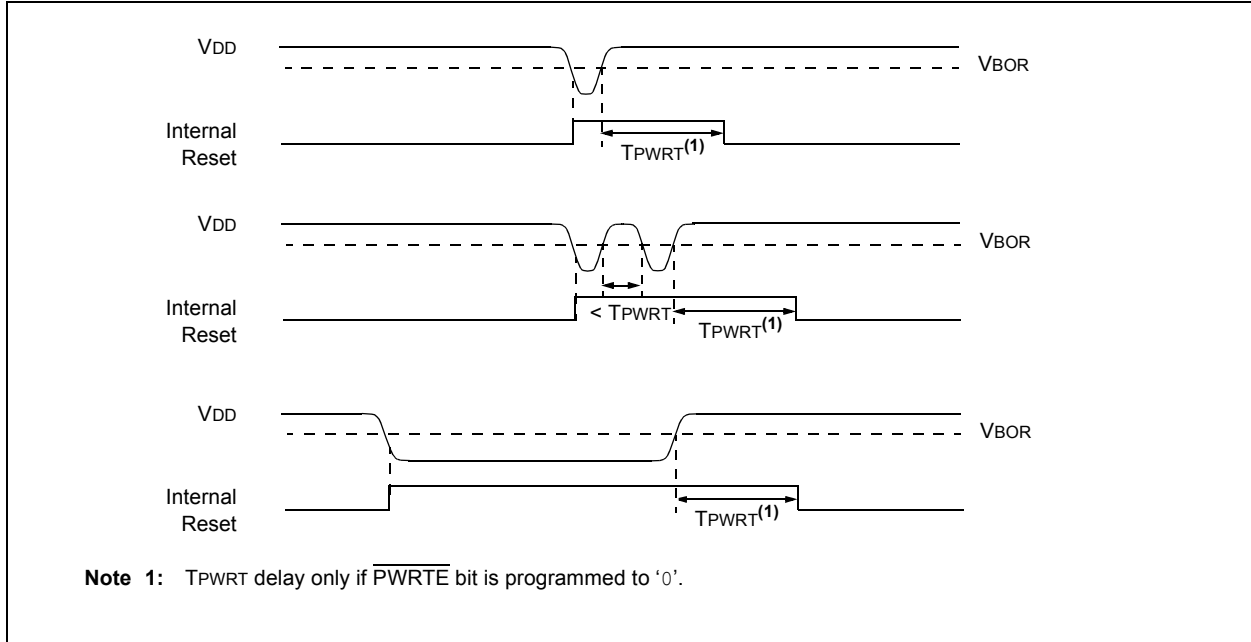 VDD
VBOR
Internal
Reset
TPWRT(1)
VDD
VBOR
Internal
Reset
< TPWRT
TPWRT(1)
VDD
VBOR
Internal
Reset
TPWRT(1)
Note 1: TPWRT delay only if PWRTE bit is programmed to ‘0’.